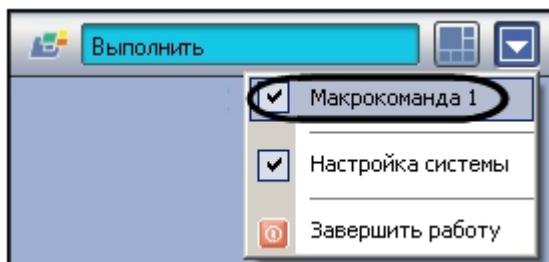 Выполнить
Макрокоманда 1
Настройка системы
Завершить работу